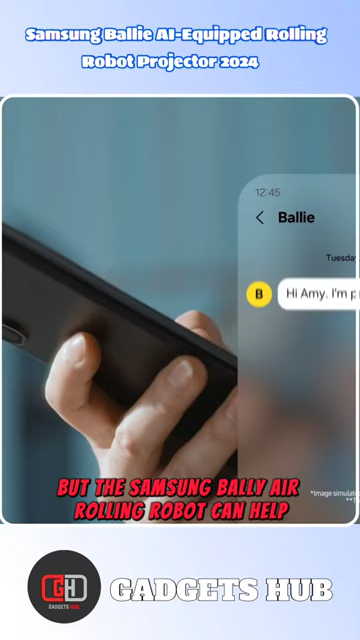 Samsung Ballie AI-Equipped Rolling
Robot Projector 2024
12:45
Ballie
Tuesday
B
Hi Amy. I'm p
*Image simulat
BUT THE SAMSUNG BALLY AIR
ROLLING ROBOT CAN HELP
GHD
GADGETS HUB
GADGETS HUB